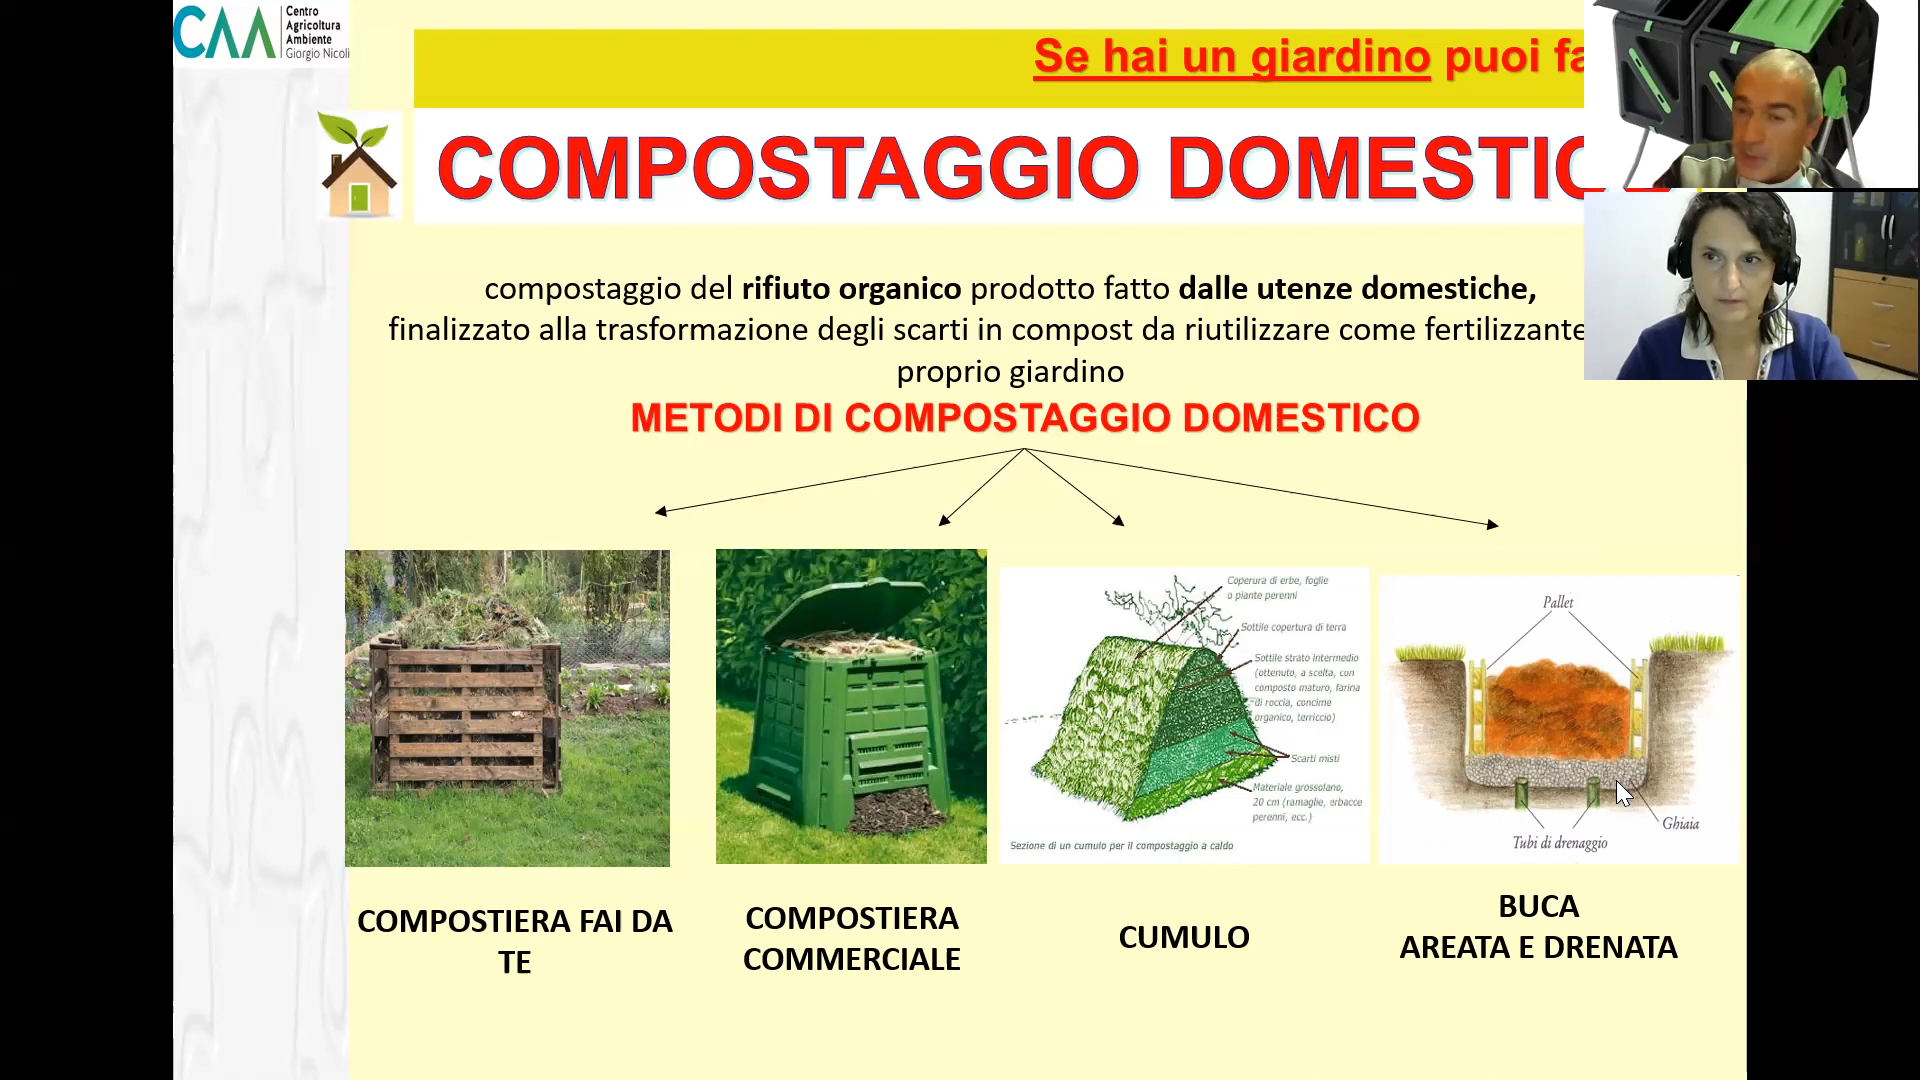 CAA
Centro
Agricoltura
Ambiente
Giorgio Nicoli
Se hai un giardino puoi fa
COMPOSTAGGIO DOMESTIC
compostaggio del rifiuto organico prodotto fatto dalle utenze domestiche,
finalizzato alla trasformazione degli scarti in compost da riutilizzare come fertilizzante
proprio giardino
METODI DI COMPOSTAGGIO DOMESTICO
Coperura di erbe, foglie
o piante perenni
Sottile copertura di terra
Sottile strato intermedio
(ottenuto, a scelta, con
composto maturo, farina
di roccia, concime
organico, terriccio)
Scarti misti
Materiale grossolano,
20 cm (ramaglie, erbacce
perenni, ecc.)
Sezione di un cumulo per il compostaggio a caldo
Pallet
Ghiaia
Tubi di drenaggio
COMPOSTIERA FAI DA
TE
COMPOSTIERA
COMMERCIALE
CUMULO
BUCA
AREATA E DRENATA